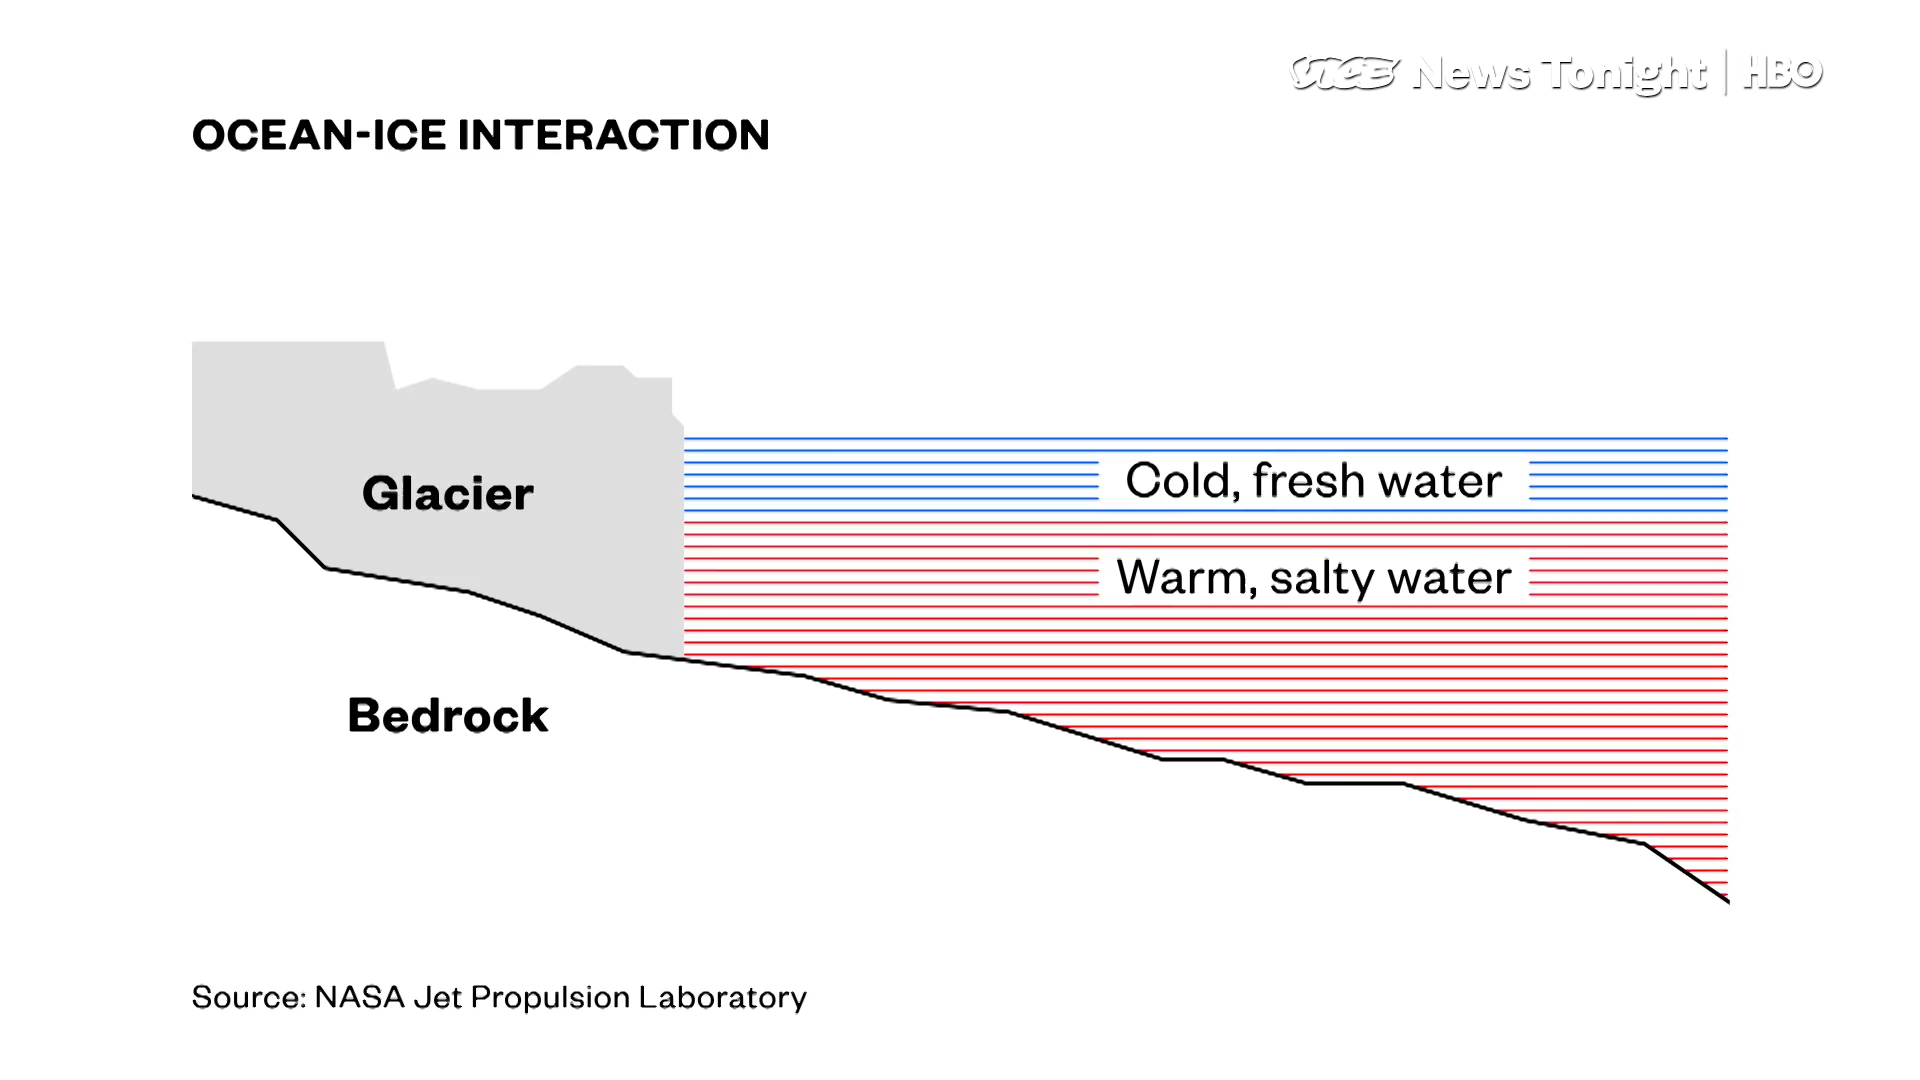 VICE News Tonight | HBO
OCEAN-ICE INTERACTION
Cold, fresh water
Glacier
Warm, salty water
Bedrock
Source: NASA Jet Propulsion Laboratory